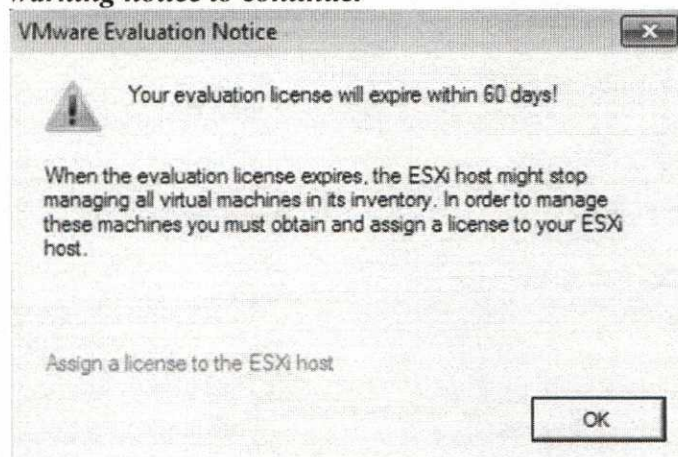 warning notice to continue.
VMware Evaluation Notice
Your evaluation license will expire within 60 days!
When the evaluation license expires, the ESXi host might stop
managing all virtual machines in its inventory. In order to manage
these machines you must obtain and assign a license to your ESXi
host.
Assign a license to the ESXi host
OK